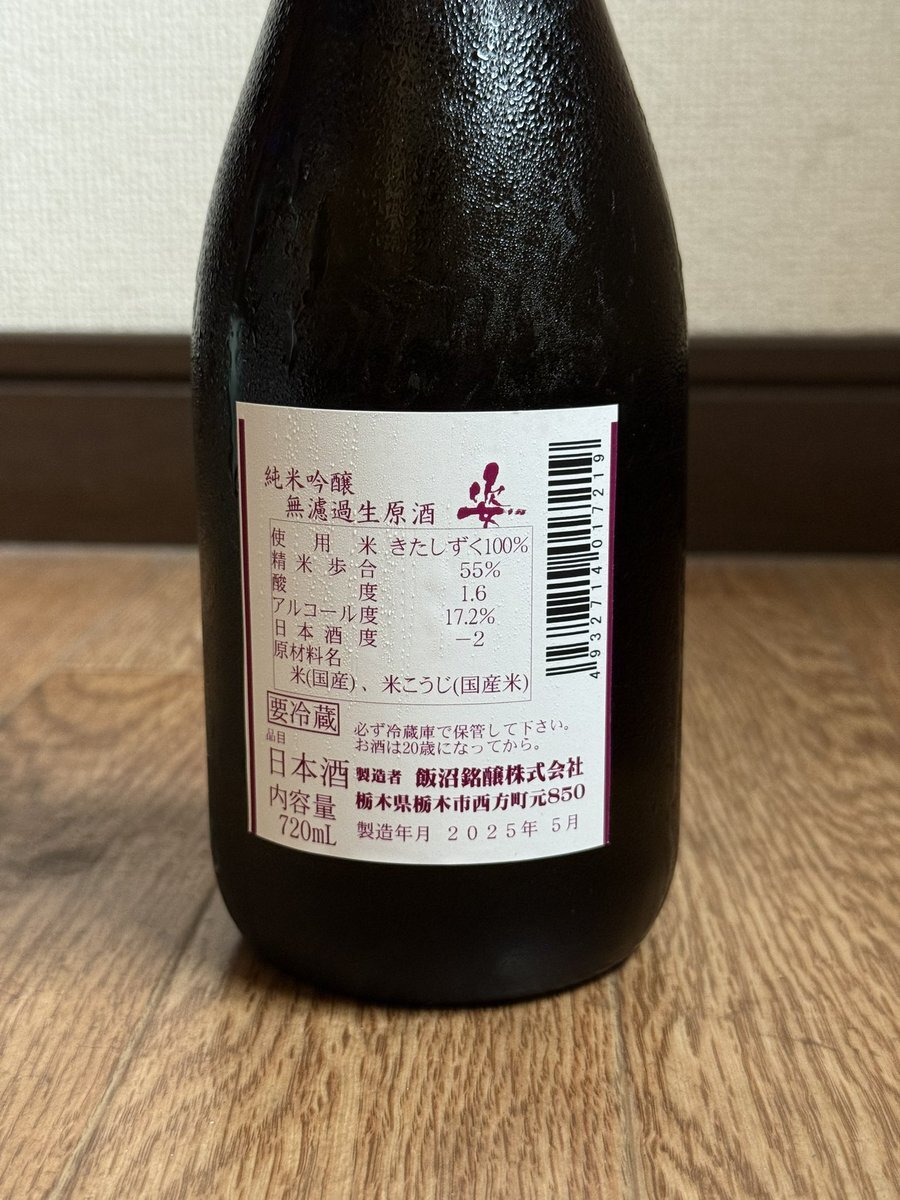 純米吟醸
無濾過生原酒 姿
使用米 きたしずく100%
精米歩合 55%
酸度 1.6
アルコール度 17.2%
日本酒度 −2
原材料名
米(国産)、米こうじ(国産米)
要冷蔵 必ず冷蔵庫で保管して下さい。
お酒は20歳になってから。
品目
日本酒
内容量
720mL
製造者 飯沼銘醸株式会社
栃木県栃木市西方町元850
製造年月 2025年 5月
4932714017219